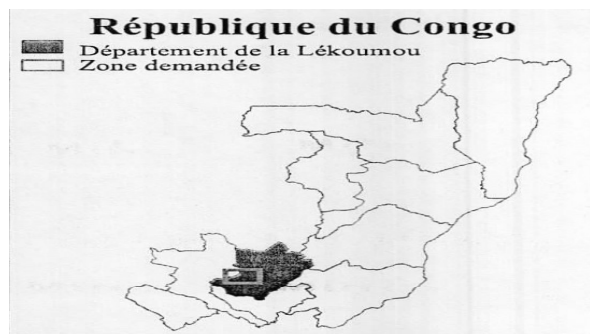 République du Congo
Département de la Lékoumou
Zone demandée